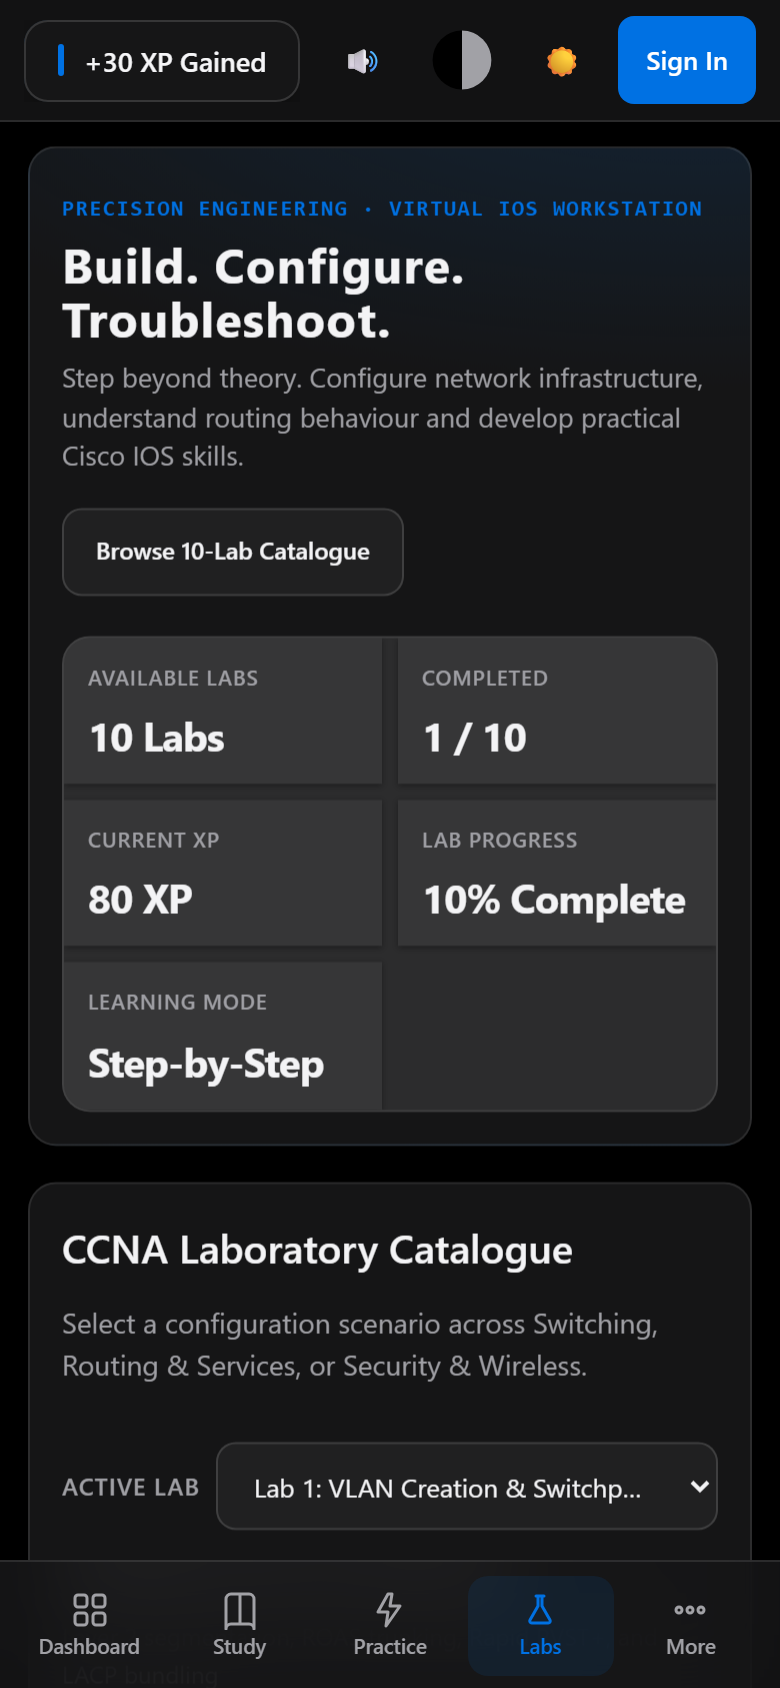 +30 XP Gained
Sign In
PRECISION ENGINEERING · VIRTUAL IOS WORKSTATION
Build. Configure.
Troubleshoot.
Step beyond theory. Configure network infrastructure,
understand routing behaviour and develop practical
Cisco IOS skills.
Browse 10-Lab Catalogue
AVAILABLE LABS
10 Labs
COMPLETED
1 / 10
CURRENT XP
80 XP
LAB PROGRESS
10% Complete
LEARNING MODE
Step-by-Step
CCNA Laboratory Catalogue
Select a configuration scenario across Switching,
Routing & Services, or Security & Wireless.
ACTIVE LAB
Lab 1: VLAN Creation & Switchp...
Dashboard
Study
Practice
Labs
More
LACP bundling